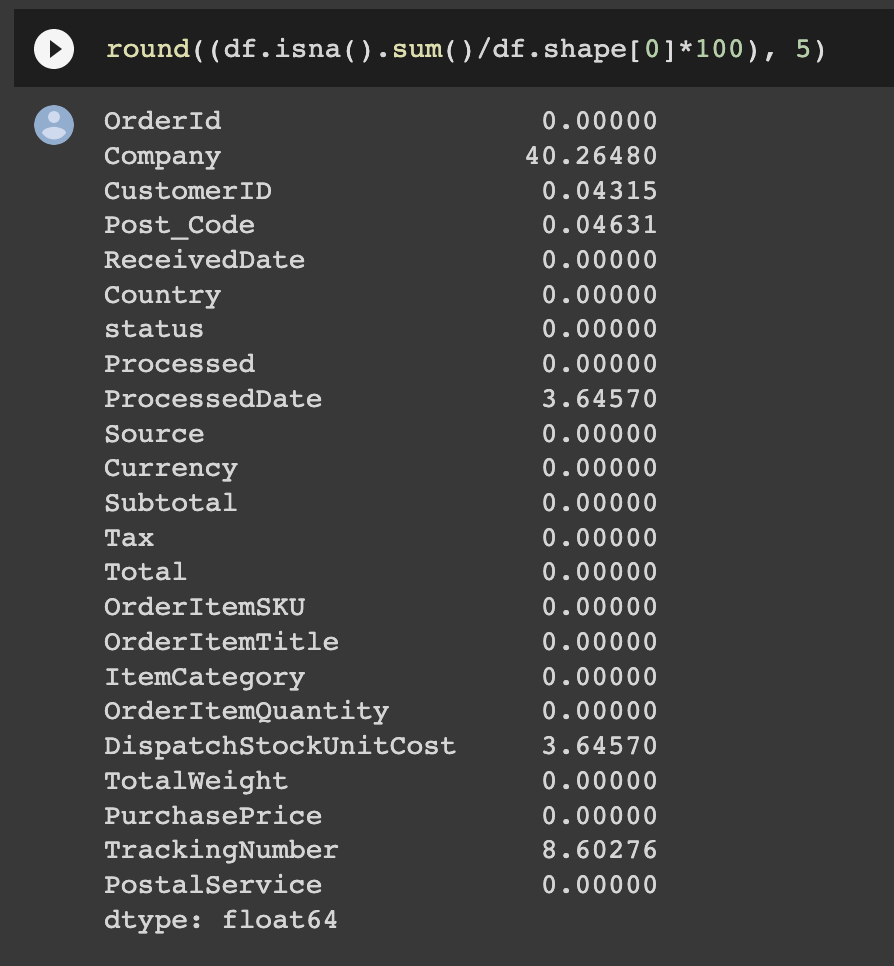 round((df.isna().sum()/df.shape[0]*100), 5)
OrderId 0.00000
Company 40.26480
CustomerID 0.04315
Post_Code 0.04631
ReceivedDate 0.00000
Country 0.00000
status 0.00000
Processed 0.00000
ProcessedDate 3.64570
Source 0.00000
Currency 0.00000
Subtotal 0.00000
Tax 0.00000
Total 0.00000
OrderItemSKU 0.00000
OrderItemTitle 0.00000
ItemCategory 0.00000
OrderItemQuantity 0.00000
DispatchStockUnitCost 3.64570
TotalWeight 0.00000
PurchasePrice 0.00000
TrackingNumber 8.60276
PostalService 0.00000
dtype: float64